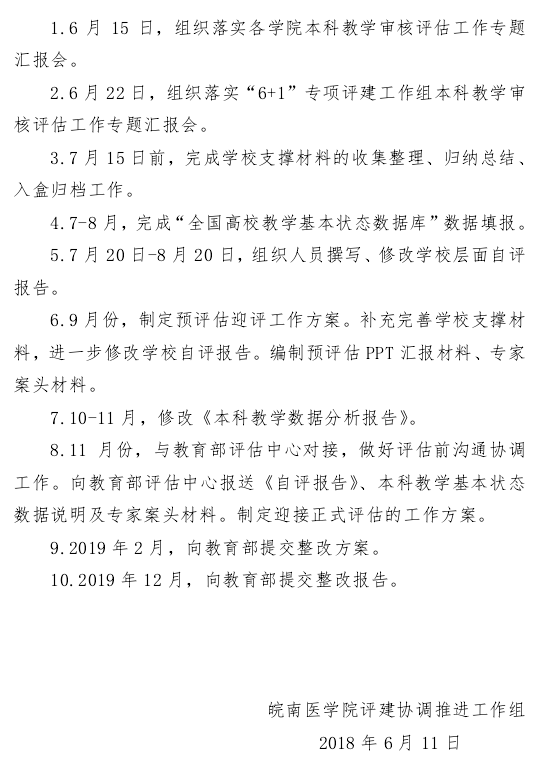 1.6 月 15 日，组织落实各学院本科教学审核评估工作专题
汇报会。
2.6 月 22 日，组织落实“6+1”专项评建工作组本科教学审
核评估工作专题汇报会。
3.7 月 15 日前，完成学校支撑材料的收集整理、归纳总结、
入盒归档工作。
4.7-8 月，完成“全国高校教学基本状态数据库”数据填报。
5.7 月 20 日-8 月 20 日，组织人员撰写、修改学校层面自评
报告。
6.9 月份，制定预评估迎评工作方案。补充完善学校支撑材
料，进一步修改学校自评报告。编制预评估 PPT 汇报材料、专家
案头材料。
7.10-11 月，修改《本科教学数据分析报告》。
8.11 月份，与教育部评估中心对接，做好评估前沟通协调
工作。向教育部评估中心报送《自评报告》、本科教学基本状态
数据说明及专家案头材料。制定迎接正式评估的工作方案。
9.2019 年 2 月，向教育部提交整改方案。
10.2019 年 12 月，向教育部提交整改报告。
皖南医学院评建协调推进工作组
2018 年 6 月 11 日